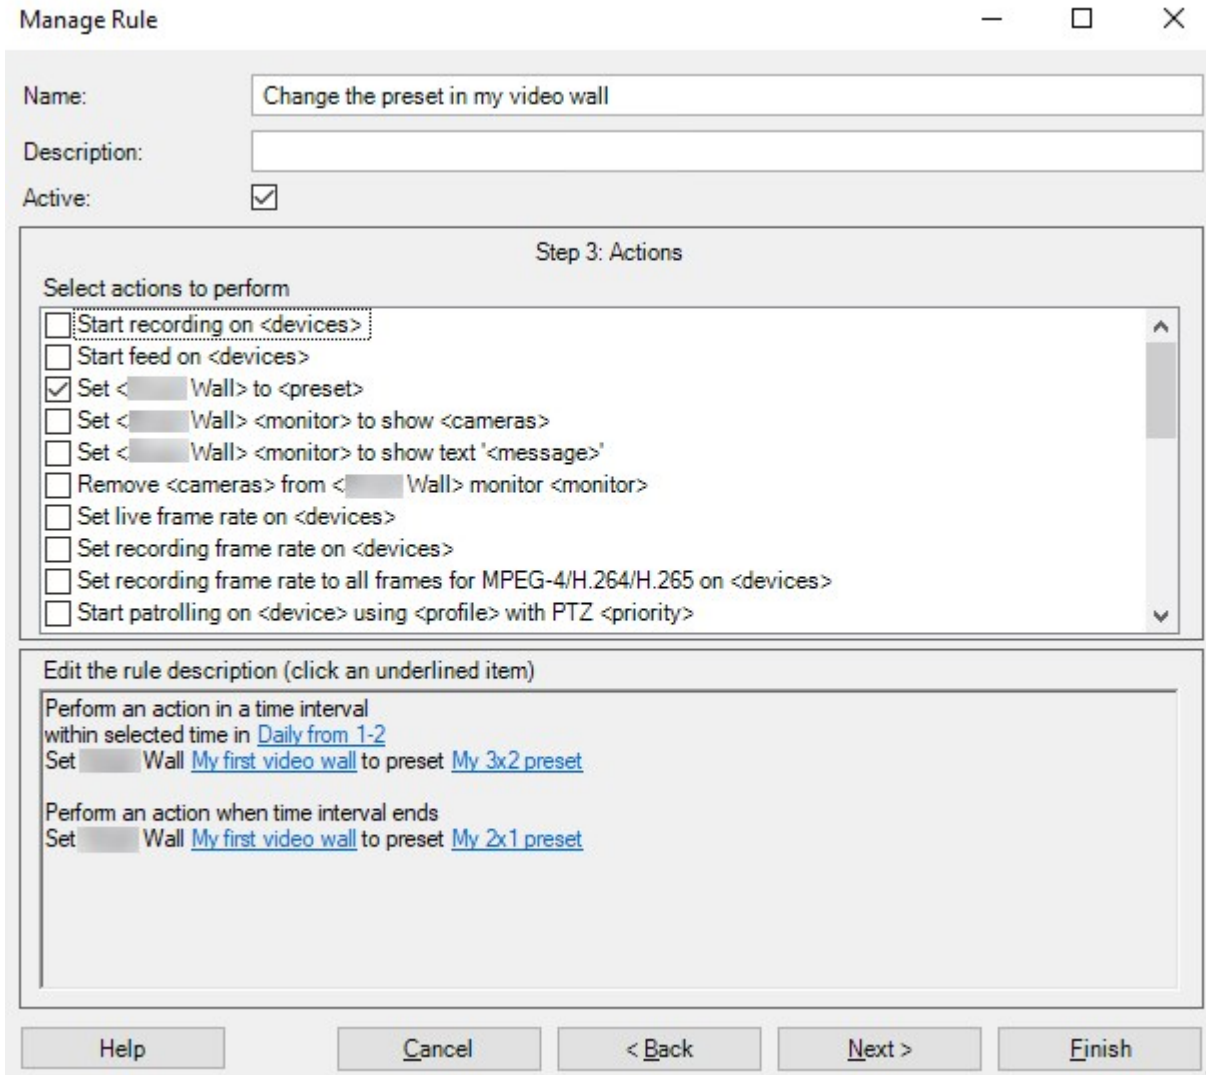 Manage Rule
Name: Change the preset in my video wall
Description:
Active:
Step 3: Actions
Select actions to perform
Start recording on <devices>
Start feed on <devices>
Set < Wall> to <preset>
Set < Wall> <monitor> to show <cameras>
Set < Wall> <monitor> to show text '<message>'
Remove <cameras> from < Wall> monitor <monitor>
Set live frame rate on <devices>
Set recording frame rate on <devices>
Set recording frame rate to all frames for MPEG-4/H.264/H.265 on <devices>
Start patrolling on <device> using <profile> with PTZ <priority>
Edit the rule description (click an underlined item)
Perform an action in a time interval
within selected time in Daily from 1-2
Set Wall My first video wall to preset My 3x2 preset
Perform an action when time interval ends
Set Wall My first video wall to preset My 2x1 preset
Help Cancel < Back Next > Finish